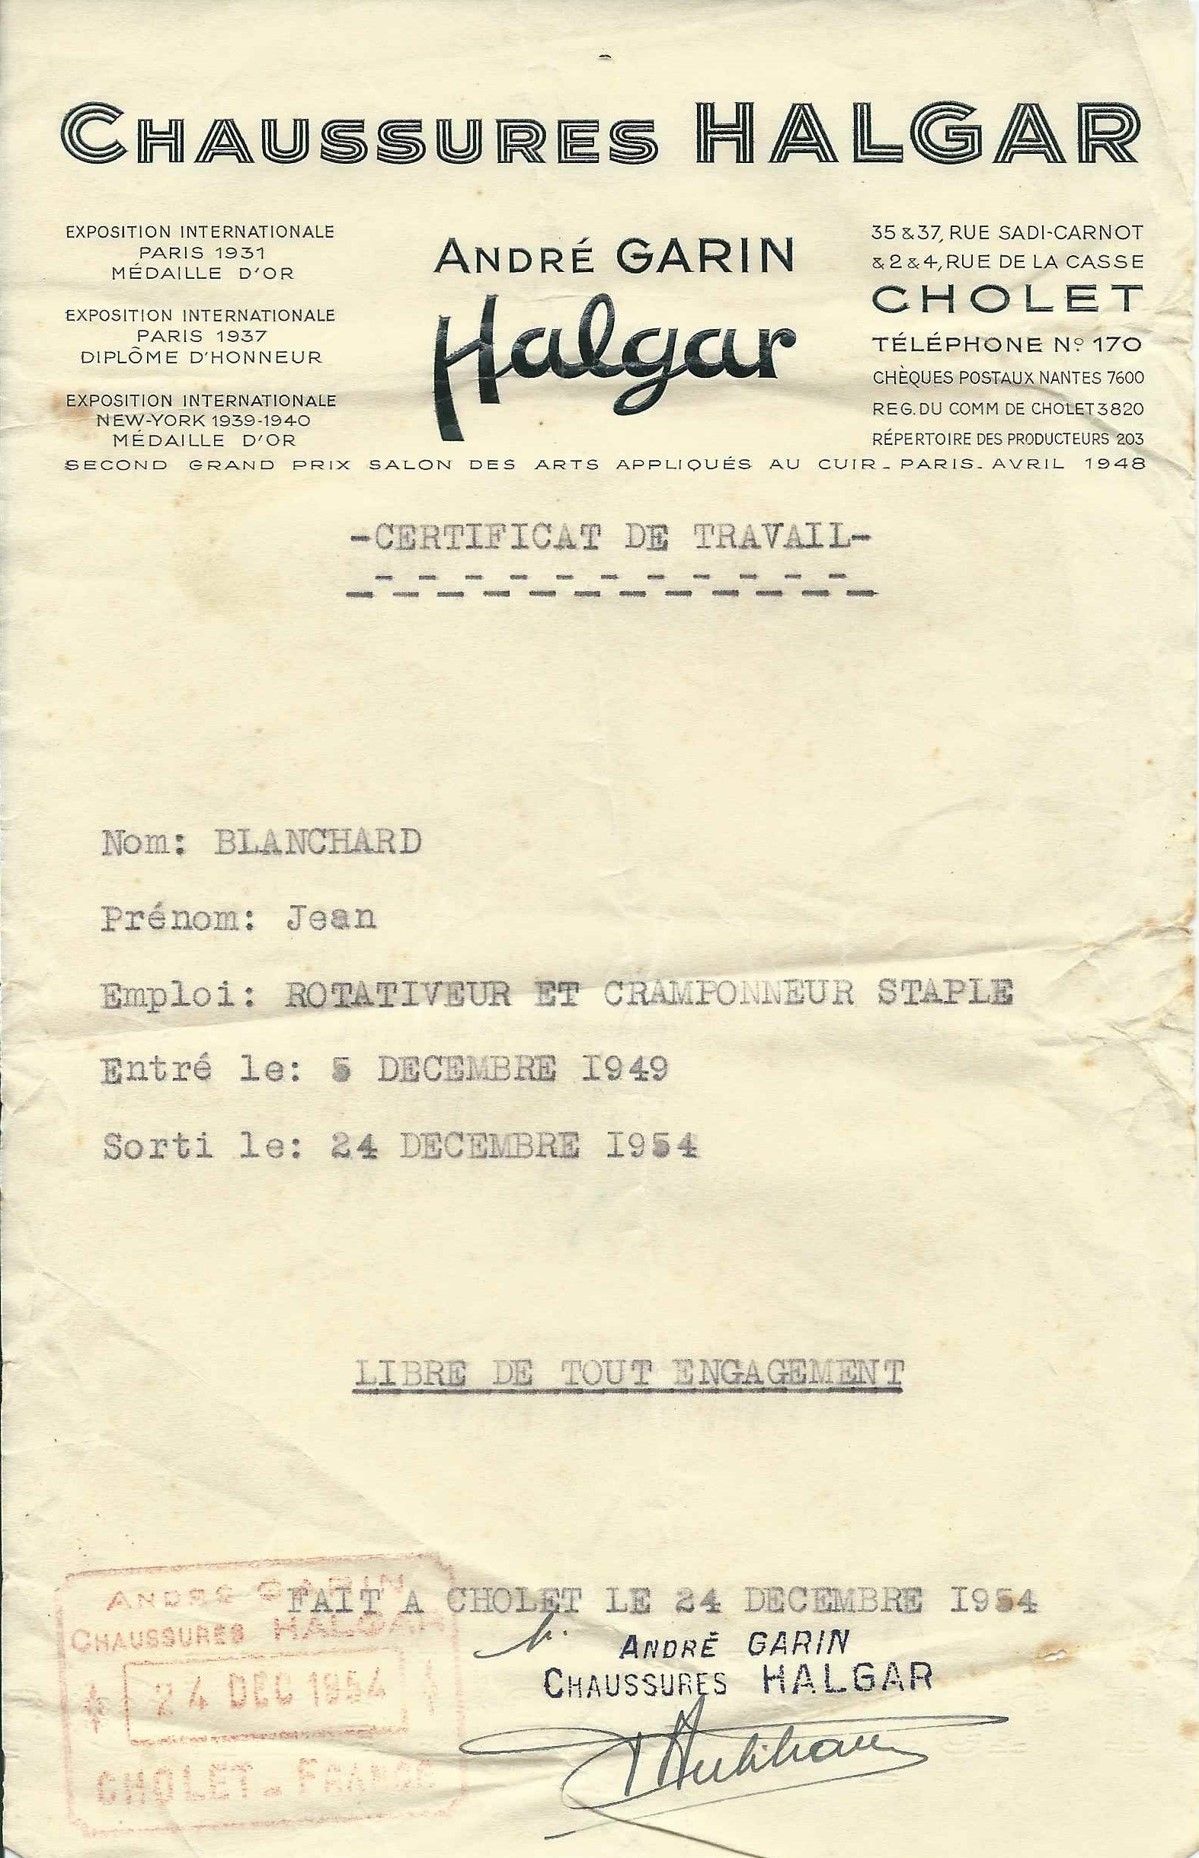 CHAUSSURES HALGAR
EXPOSITION INTERNATIONALE
PARIS 1931
MÉDAILLE D'OR
EXPOSITION INTERNATIONALE
PARIS 1937
DIPLÔME D'HONNEUR
EXPOSITION INTERNATIONALE
NEW-YORK 1939-1940
MÉDAILLE D'OR
ANDRÉ GARIN
Halgar
35 & 37, RUE SADI-CARNOT
& 2 & 4, RUE DE LA CASSE
CHOLET
TÉLÉPHONE Nº 170
CHÈQUES POSTAUX NANTES 7600
REG. DU COMM DE CHOLET 3820
RÉPERTOIRE DES PRODUCTEURS 203
SECOND GRAND PRIX SALON DES ARTS APPLIQUÉS AU CUIR - PARIS - AVRIL 1948
-CERTIFICAT DE TRAVAIL-
Nom: BLANCHARD
Prénom: Jean
Emploi: ROTATIVEUR ET CRAMPONNEUR STAPLE
Entré le: 5 DECEMBRE I949
Sorti le: 24 DECEMBRE I954
LIBRE DE TOUT ENGAGEMENT
FAIT A CHOLET LE 24 DECEMBRE I954
ANDRÉ GARIN
CHAUSSURES HALGAR
ANDRÉ GARIN
CHAUSSURES HALGAR
24 DEC 1954
CHOLET - FRANCE